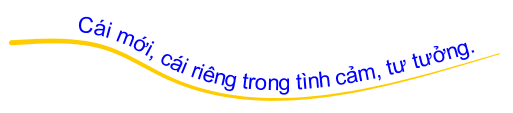 Cái mới, cái riêng trong tình cảm, tư tưởng.